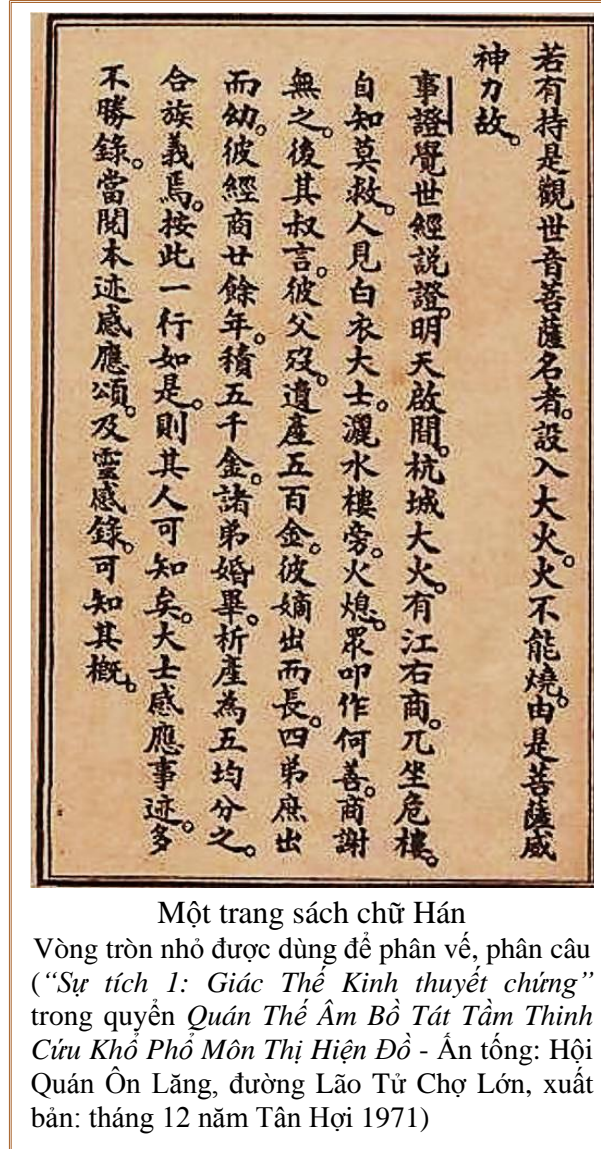 若有持是觀世音菩薩名者。設入大火。火不能燒。由是菩薩威
神力故。
事證覺世經説證。明天啟間。杭城大火。有江右商。兀坐危樓。
自知莫救。人見白衣大士。灑水樓旁。火熄。眾叩作何善。商謝
無之。後其叔言。彼父歿。遺產五百金。彼嫡出而長。四弟庶出
而幼。彼經商廿餘年。積五千金。諸弟婚畢。析產為五均分之。
合族義焉。按此一行如是。則其人可知矣。大士感應事迹。多
不勝錄。當閱本迹感應頌。及靈感錄。可知其概。
Một trang sách chữ Hán
Vòng tròn nhỏ được dùng để phân vế, phân câu
(“Sự tích 1: Giác Thế Kinh thuyết chứng”
trong quyển Quán Thế Âm Bồ Tát Tầm Thinh
Cứu Khổ Phổ Môn Thị Hiện Đồ - Ấn tống: Hội
Quán Ôn Lăng, đường Lão Tử Chợ Lớn, xuất
bản: tháng 12 năm Tân Hợi 1971)